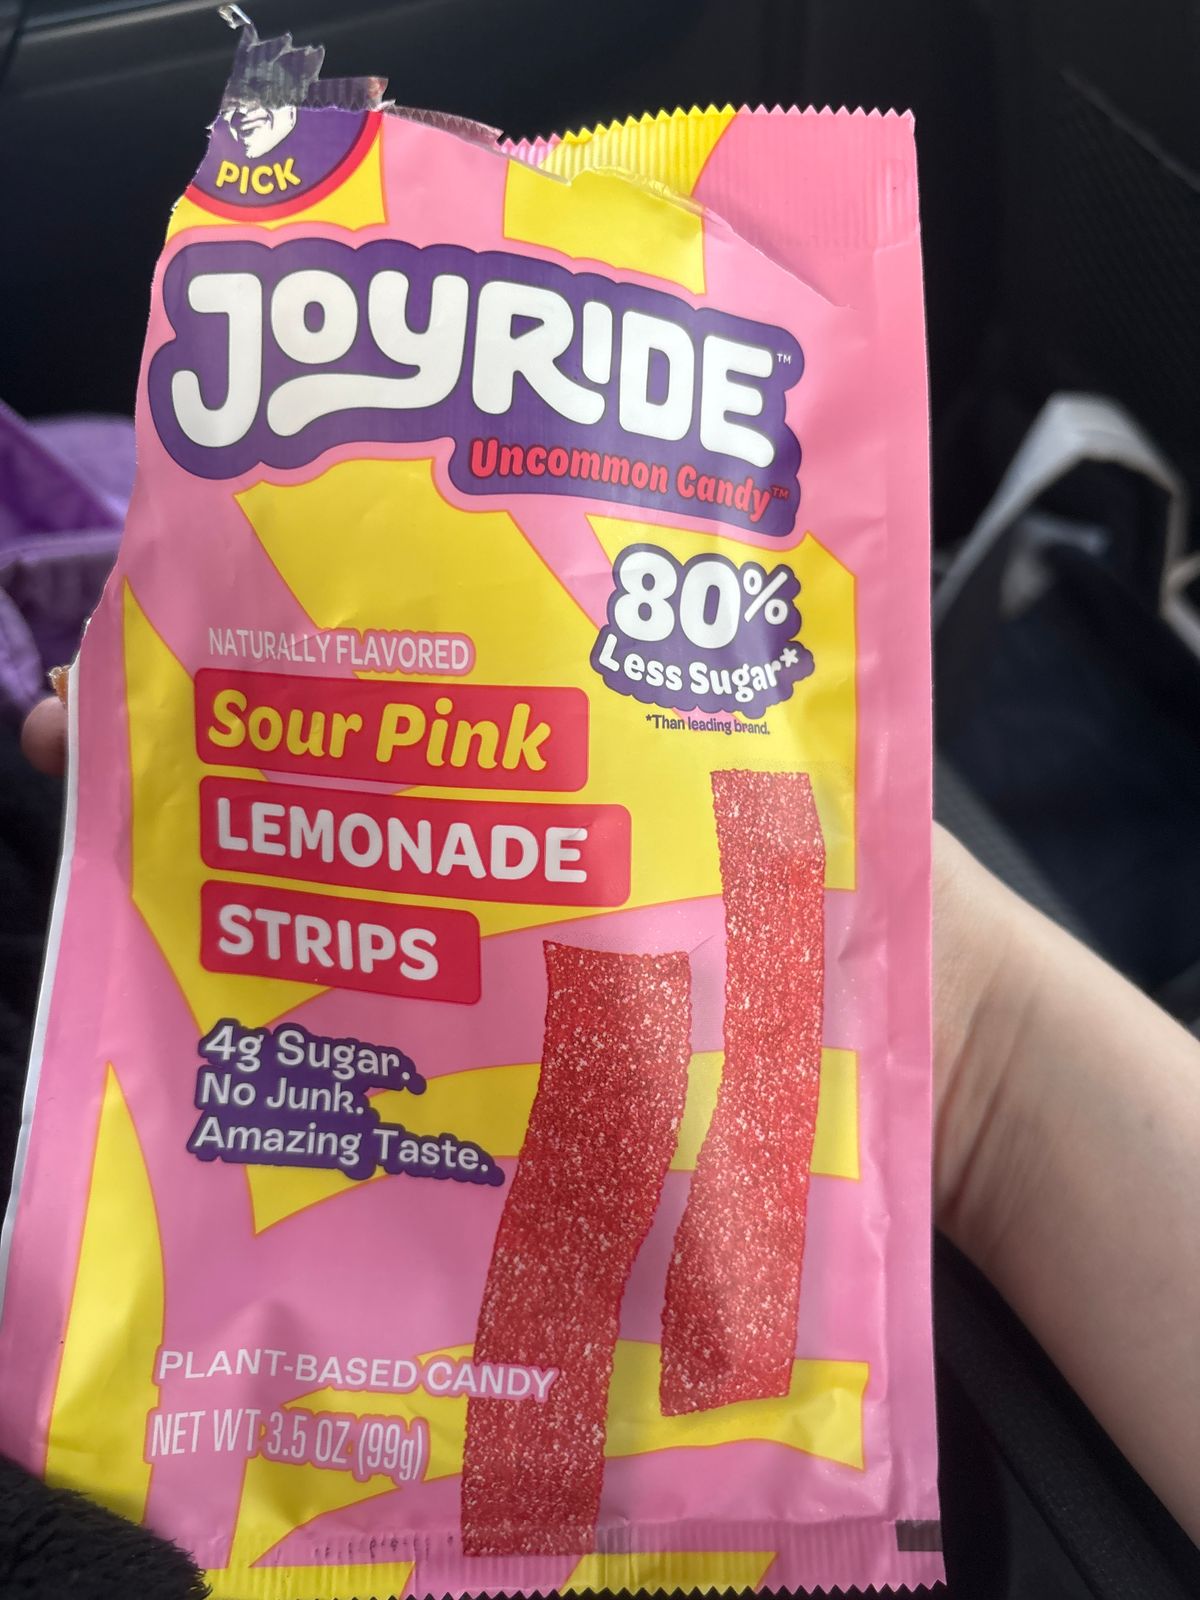 PICK
JOYRIDE™
Uncommon Candy™
80%
Less Sugar*
*Than leading brand.
NATURALLY FLAVORED
Sour Pink
LEMONADE
STRIPS
4g Sugar.
No Junk.
Amazing Taste.
PLANT-BASED CANDY
NET WT 3.5 OZ (99g)